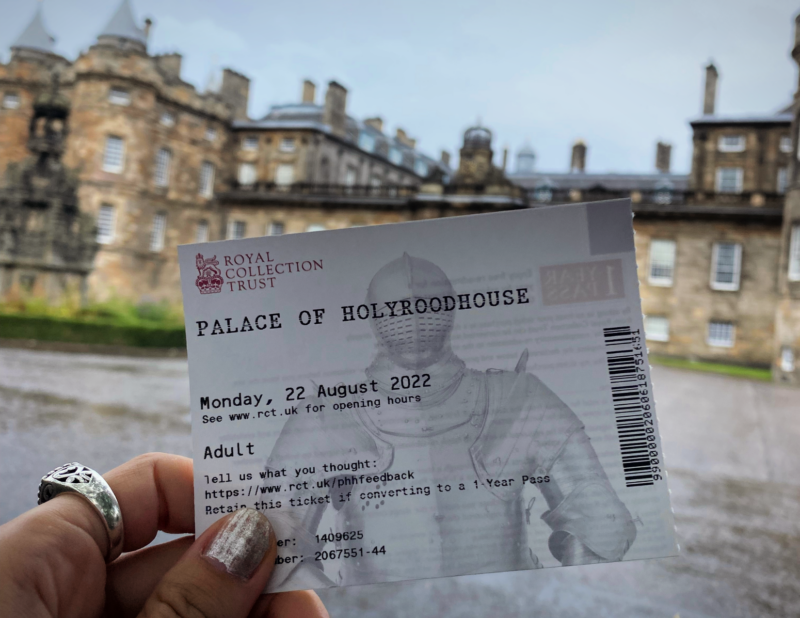 ROYAL
COLLECTION
TRUST
PALACE OF HOLYROODHOUSE
Monday, 22 August 2022
See www.rct.uk for opening hours
Adult
Tell us what you thought:
https://www.rct.uk/phhfeedback
Retain this ticket if converting to a 1-Year Pass
er: 1409625
ber: 2067551-44